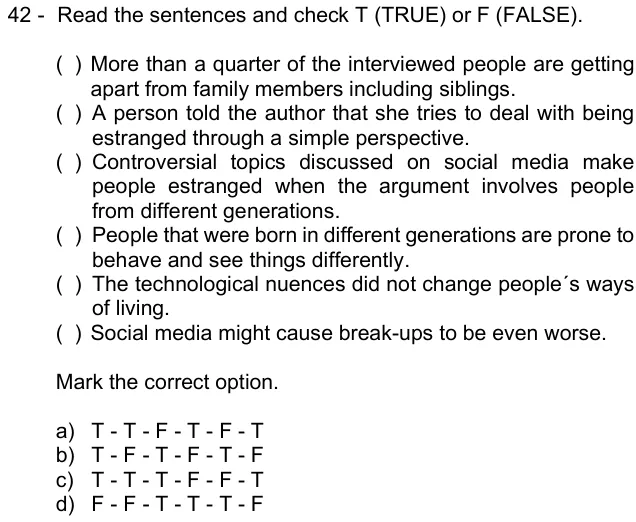 42 - Read the sentences and check T (TRUE) or F (FALSE).
( ) More than a quarter of the interviewed people are getting
apart from family members including siblings.
( ) A person told the author that she tries to deal with being
estranged through a simple perspective.
( ) Controversial topics discussed on social media make
people estranged when the argument involves people
from different generations.
( ) People that were born in different generations are prone to
behave and see things differently.
( ) The technological nuences did not change people´s ways
of living.
( ) Social media might cause break-ups to be even worse.
Mark the correct option.
a) T - T - F - T - F - T
b) T - F - T - F - T - F
c) T - T - T - F - F - T
d) F - F - T - T - T - F